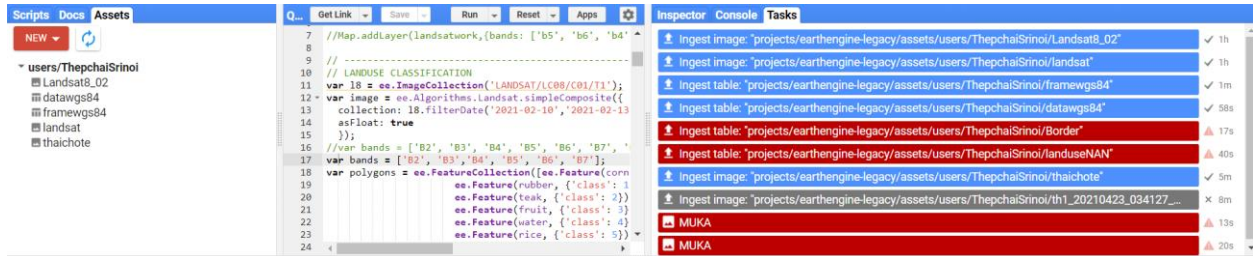 Scripts Docs Assets
NEW
users/ThepchaiSrinoi
Landsat8_02
datawgs84
framewgs84
landsat
thaichote
Q... Get Link Save Run Reset Apps
7 //Map.addLayer(landsatwork,{bands: ['b5', 'b6', 'b4'
8
9 // ----------------------------------------
10 // LANDUSE CLASSIFICATION
11 var l8 = ee.ImageCollection('LANDSAT/LC08/C01/T1');
12 var image = ee.Algorithms.Landsat.simpleComposite({
13 collection: l8.filterDate('2021-02-10','2021-02-13
14 asFloat: true
15 });
16 //var bands = ['B2', 'B3', 'B4', 'B5', 'B6', 'B7',
17 var bands = ['B2', 'B3','B4', 'B5', 'B6', 'B7'];
18 var polygons = ee.FeatureCollection([ee.Feature(corn
19 ee.Feature(rubber, {'class': 1
20 ee.Feature(teak, {'class': 2})
21 ee.Feature(fruit, {'class': 3}
22 ee.Feature(water, {'class': 4}
23 ee.Feature(rice, {'class': 5})
24
Inspector Console Tasks
Ingest image: "projects/earthengine-legacy/assets/users/ThepchaiSrinoi/Landsat8_02" 1h
Ingest image: "projects/earthengine-legacy/assets/users/ThepchaiSrinoi/landsat" 1h
Ingest table: "projects/earthengine-legacy/assets/users/ThepchaiSrinoi/framewgs84" 1m
Ingest table: "projects/earthengine-legacy/assets/users/ThepchaiSrinoi/datawgs84" 58s
Ingest table: "projects/earthengine-legacy/assets/users/ThepchaiSrinoi/Border" 17s
Ingest table: "projects/earthengine-legacy/assets/users/ThepchaiSrinoi/landuseNAN" 40s
Ingest image: "projects/earthengine-legacy/assets/users/ThepchaiSrinoi/thaichote" 5m
Ingest image: "projects/earthengine-legacy/assets/users/ThepchaiSrinoi/th1_20210423_034127_... 8m
MUKA 13s
MUKA 20s